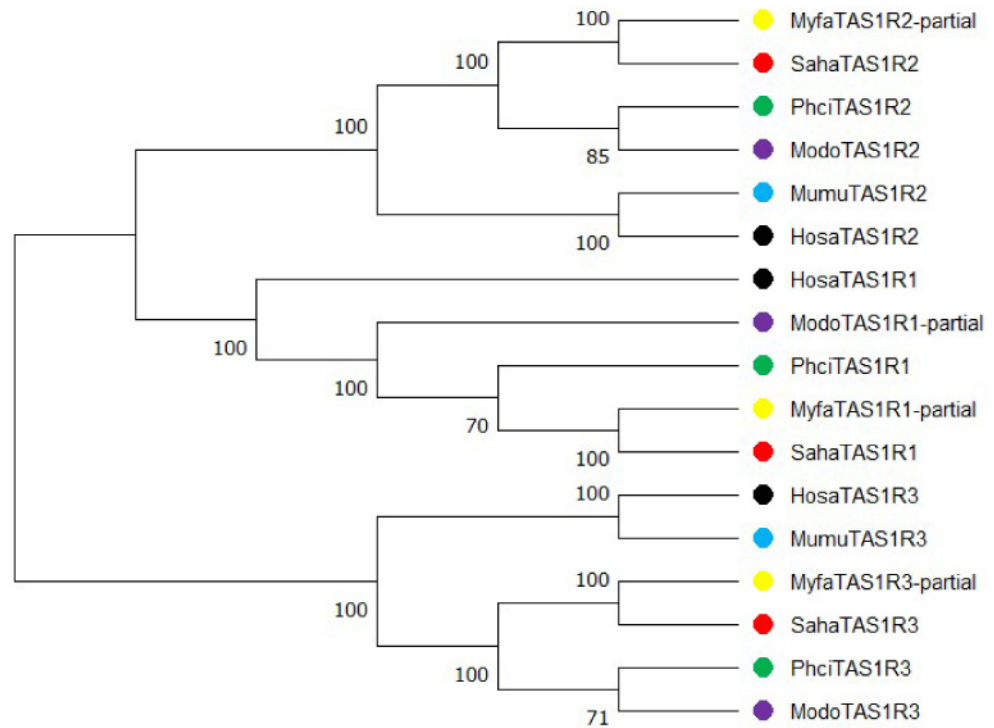 100
MyfaTAS1R2-partial
SahaTAS1R2
100
PhciTAS1R2
100
ModoTAS1R2
85
MumuTAS1R2
HosaTAS1R2
100
HosaTAS1R1
ModoTAS1R1-partial
100
PhciTAS1R1
100
MyfaTAS1R1-partial
70
SahaTAS1R1
100
HosaTAS1R3
100
MumuTAS1R3
MyfaTAS1R3-partial
100
100
SahaTAS1R3
PhciTAS1R3
100
ModoTAS1R3
71